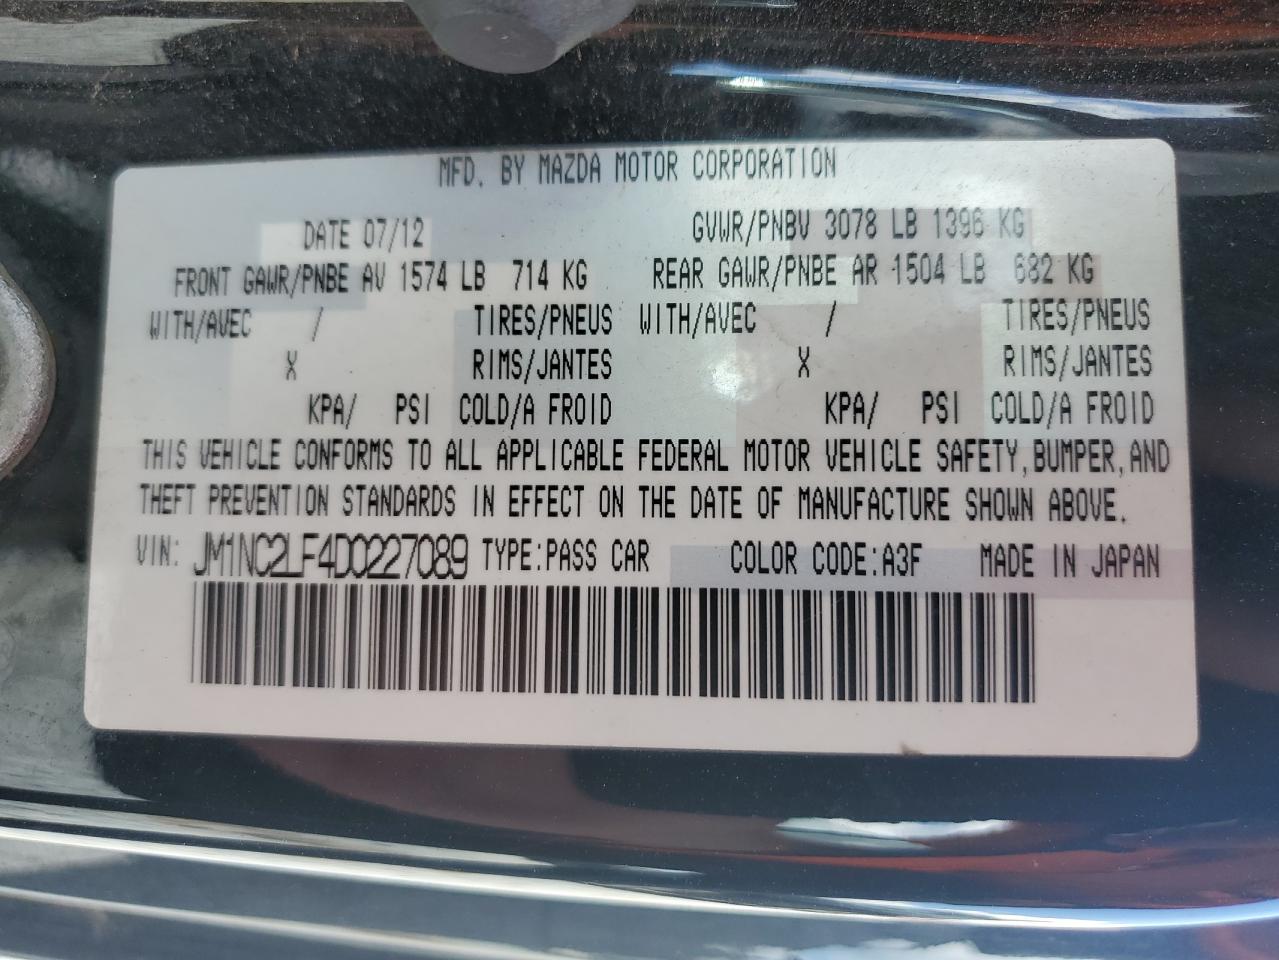 MFD. BY MAZDA MOTOR CORPORATION
DATE 07/12 GVWR/PNBV 3078 LB 1396 KG
FRONT GAWR/PNBE AV 1574 LB 714 KG REAR GAWR/PNBE AR 1504 LB 682 KG
WITH/AVEC / TIRES/PNEUS WITH/AVEC / TIRES/PNEUS
X RIMS/JANTES X RIMS/JANTES
KPA/ PSI COLD/A FROID KPA/ PSI COLD/A FROID
THIS VEHICLE CONFORMS TO ALL APPLICABLE FEDERAL MOTOR VEHICLE SAFETY, BUMPER, AND
THEFT PREVENTION STANDARDS IN EFFECT ON THE DATE OF MANUFACTURE SHOWN ABOVE.
VIN: JM1NC2LF4D0227089 TYPE:PASS CAR COLOR CODE:A3F MADE IN JAPAN